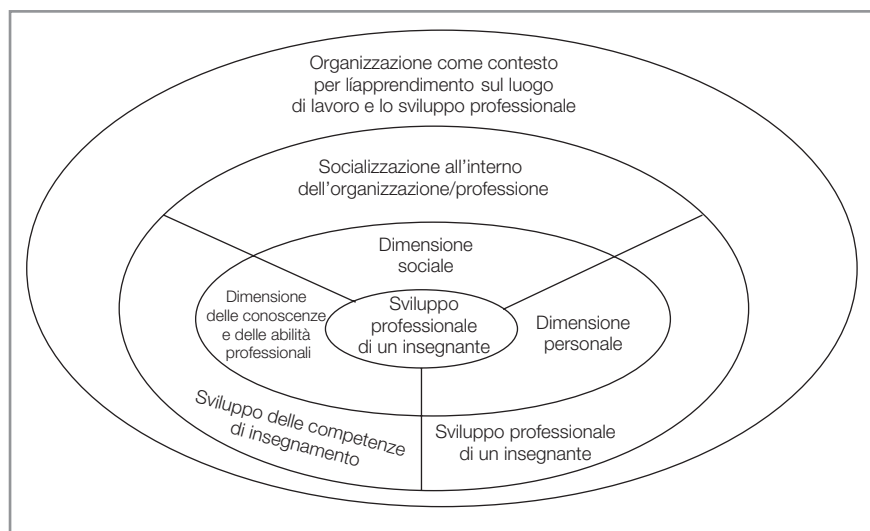 Organizzazione come contesto
per líapprendimento sul luogo
di lavoro e lo sviluppo professionale
Socializzazione all'interno
dell'organizzazione/professione
Dimensione
sociale
Dimensione
delle conoscenze
e delle abilità
professionali
Sviluppo
professionale
di un insegnante
Dimensione
personale
Sviluppo delle competenze
di insegnamento
Sviluppo professionale
di un insegnante